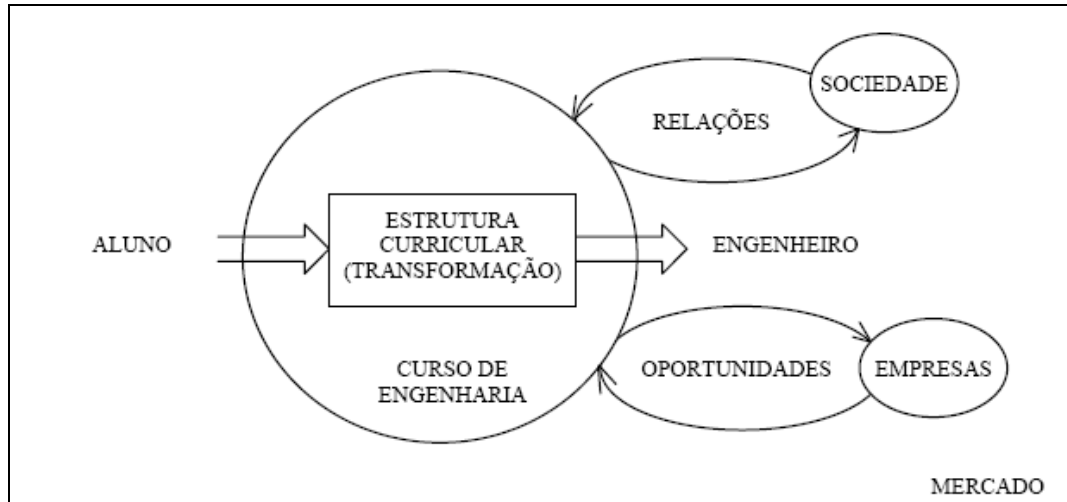 SOCIEDADE
RELAÇÕES
ALUNO
ESTRUTURA
CURRICULAR
(TRANSFORMAÇÃO)
ENGENHEIRO
CURSO DE
ENGENHARIA
OPORTUNIDADES
EMPRESAS
MERCADO